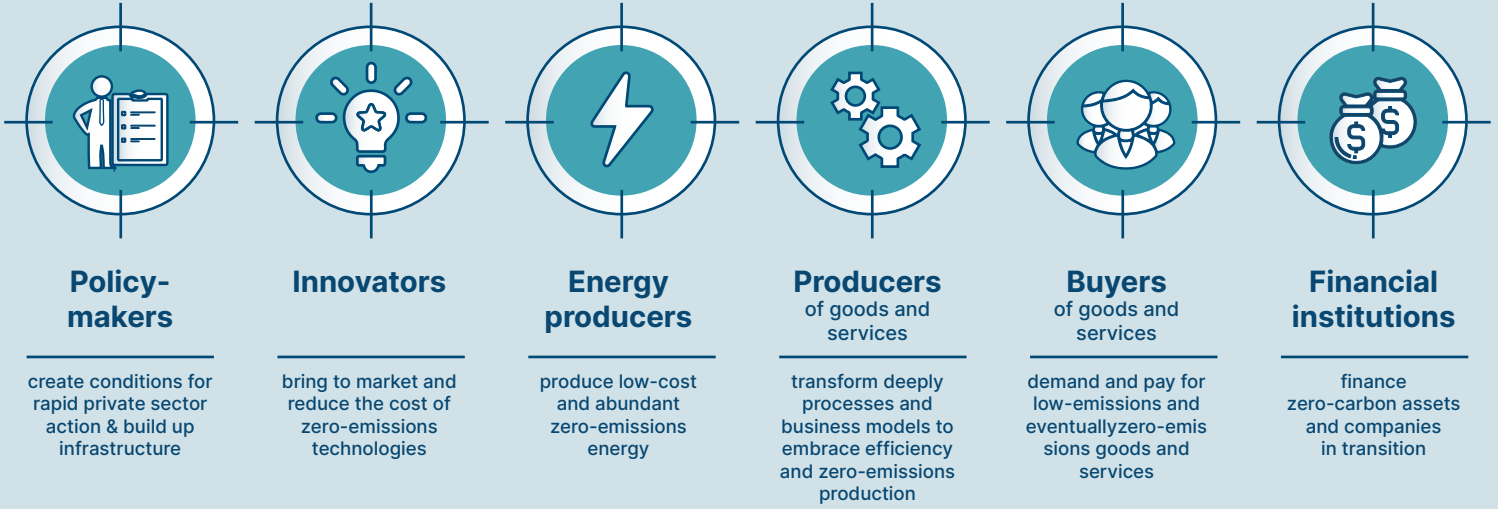 Policy-
makers
create conditions for
rapid private sector
action & build up
infrastructure
Innovators
bring to market and
reduce the cost of
zero-emissions
technologies
Energy
producers
produce low-cost
and abundant
zero-emissions
energy
Producers
of goods and
services
transform deeply
processes and
business models to
embrace efficiency
and zero-emissions
production
Buyers
of goods and
services
demand and pay for
low-emissions and
eventuallyzero-emis
sions goods and
services
Financial
institutions
finance
zero-carbon assets
and companies
in transition
$
$